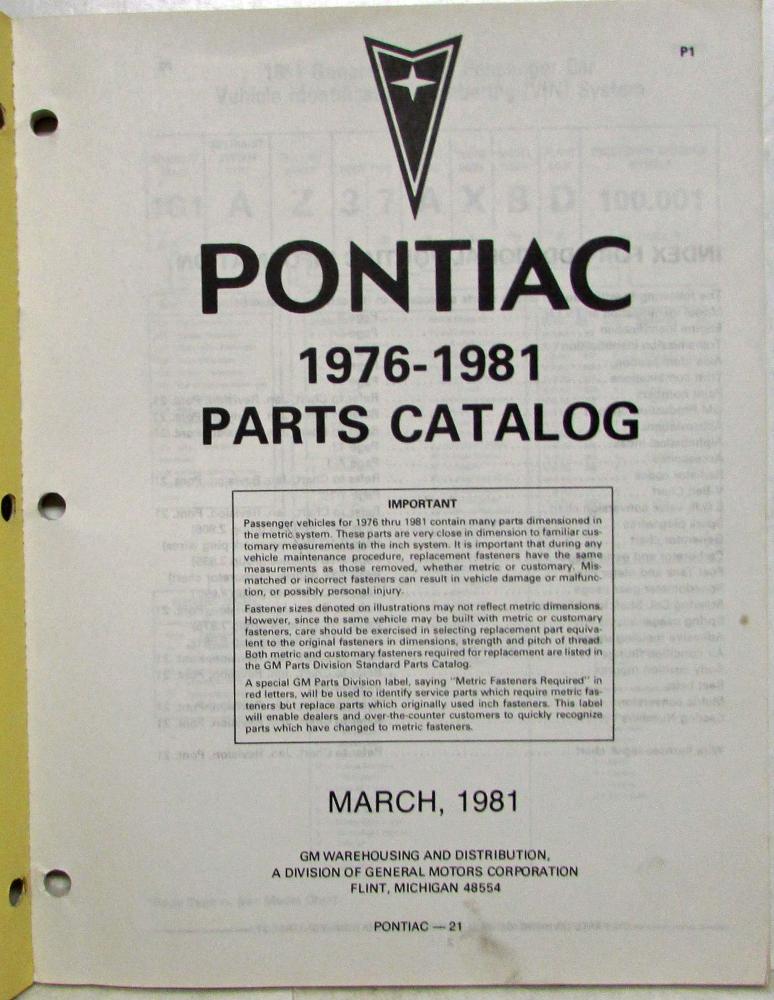 P1
PONTIAC
1976-1981
PARTS CATALOG
IMPORTANT
Passenger vehicles for 1976 thru 1981 contain many parts dimensioned in
the metric system. These parts are very close in dimension to familiar cus-
tomary measurements in the inch system. It is important that during any
vehicle maintenance procedure, replacement fasteners have the same
measurements as those removed, whether metric or customary. Mis-
matched or incorrect fasteners can result in vehicle damage or malfunc-
tion, or possibly personal injury.
Fastener sizes denoted on illustrations may not reflect metric dimensions.
However, since the same vehicle may be built with metric or customary
fasteners, care should be exercised in selecting replacement part equiva-
lent to the original fasteners in dimensions, strength and pitch of thread.
Both metric and customary fasteners required for replacement are listed in
the GM Parts Division Standard Parts Catalog.
A special GM Parts Division label, saying "Metric Fasteners Required" in
red letters, will be used to identify service parts which require metric fas-
teners but replace parts which originally used inch fasteners. This label
will enable dealers and over-the-counter customers to quickly recognize
parts which have changed to metric fasteners.
MARCH, 1981
GM WAREHOUSING AND DISTRIBUTION,
A DIVISION OF GENERAL MOTORS CORPORATION
FLINT, MICHIGAN 48554
PONTIAC — 21